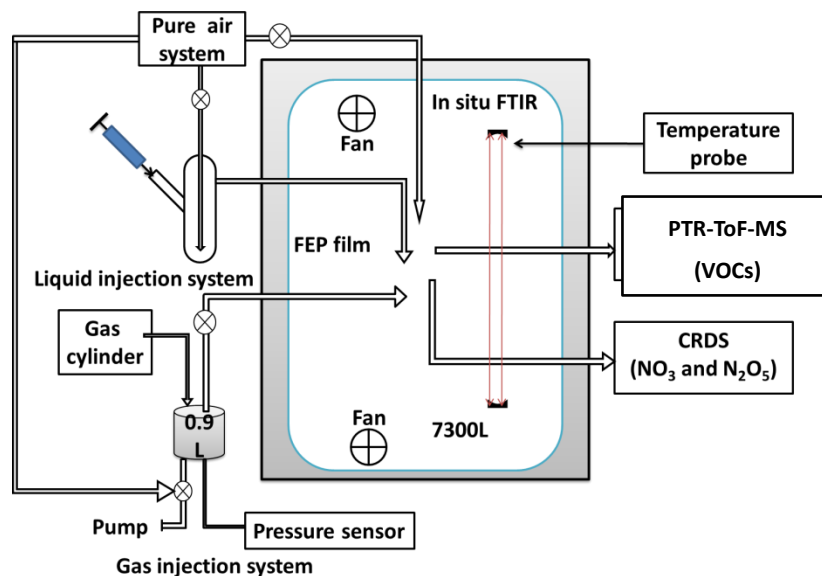 Pure air
system
In situ FTIR
Fan
Temperature
probe
FEP film
PTR-ToF-MS
(VOCs)
Liquid injection system
Gas
cylinder
CRDS
(NO₃ and N₂O₅)
0.9
L
Fan
7300L
Pump
Pressure sensor
Gas injection system